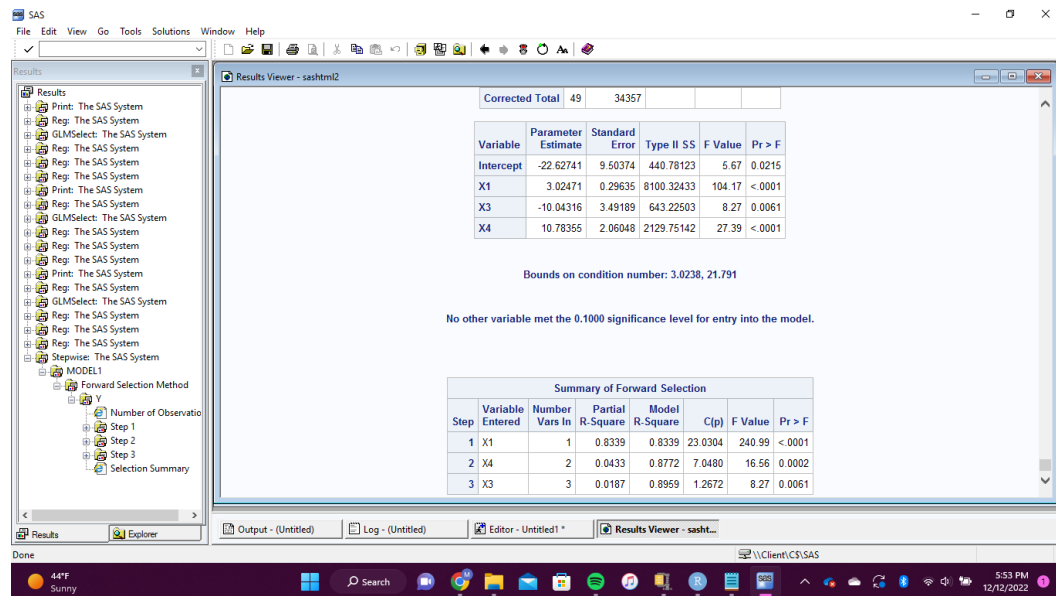 SAS
File Edit View Go Tools Solutions Window Help
Results
Results Viewer - sashtml2
Results
Print: The SAS System
Reg: The SAS System
GLMSelect: The SAS System
Reg: The SAS System
Reg: The SAS System
Reg: The SAS System
Print: The SAS System
Reg: The SAS System
GLMSelect: The SAS System
Reg: The SAS System
Reg: The SAS System
Reg: The SAS System
Print: The SAS System
Reg: The SAS System
GLMSelect: The SAS System
Reg: The SAS System
Reg: The SAS System
Reg: The SAS System
Stepwise: The SAS System
MODEL1
Forward Selection Method
Y
Number of Observatio
Step 1
Step 2
Step 3
Selection Summary
Corrected Total 49 34357
Variable Parameter Estimate Standard Error Type II SS F Value Pr > F
Intercept -22.62741 9.50374 440.78123 5.67 0.0215
X1 3.02471 0.29635 8100.32433 104.17 <.0001
X3 -10.04316 3.49189 643.22503 8.27 0.0061
X4 10.78355 2.06048 2129.75142 27.39 <.0001
Bounds on condition number: 3.0238, 21.791
No other variable met the 0.1000 significance level for entry into the model.
Summary of Forward Selection
Step Variable Entered Number Vars In Partial R-Square Model R-Square C(p) F Value Pr > F
1 X1 1 0.8339 0.8339 23.0304 240.99 <.0001
2 X4 2 0.0433 0.8772 7.0480 16.56 0.0002
3 X3 3 0.0187 0.8959 1.2672 8.27 0.0061
Results Explorer
Output - (Untitled) Log - (Untitled) Editor - Untitled1 * Results Viewer - sasht...
Done \\Client\C$\SAS
44°F
Sunny
Search
5:53 PM
12/12/2022
1